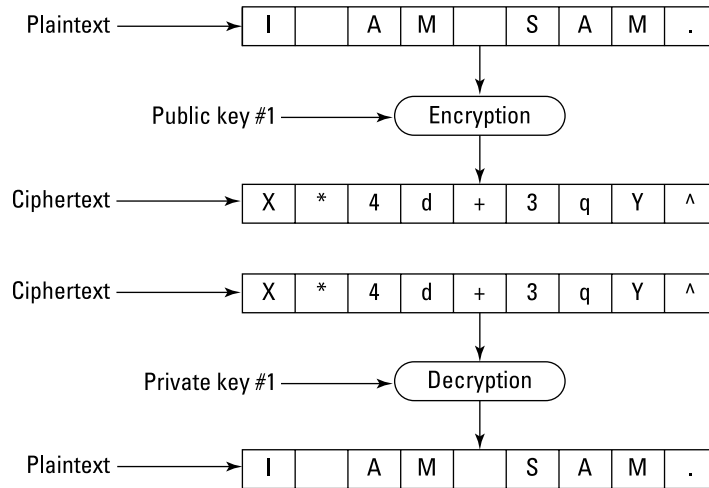 Plaintext I A M S A M .
Public key #1 Encryption
Ciphertext X * 4 d + 3 q Y ^
Ciphertext X * 4 d + 3 q Y ^
Private key #1 Decryption
Plaintext I A M S A M .